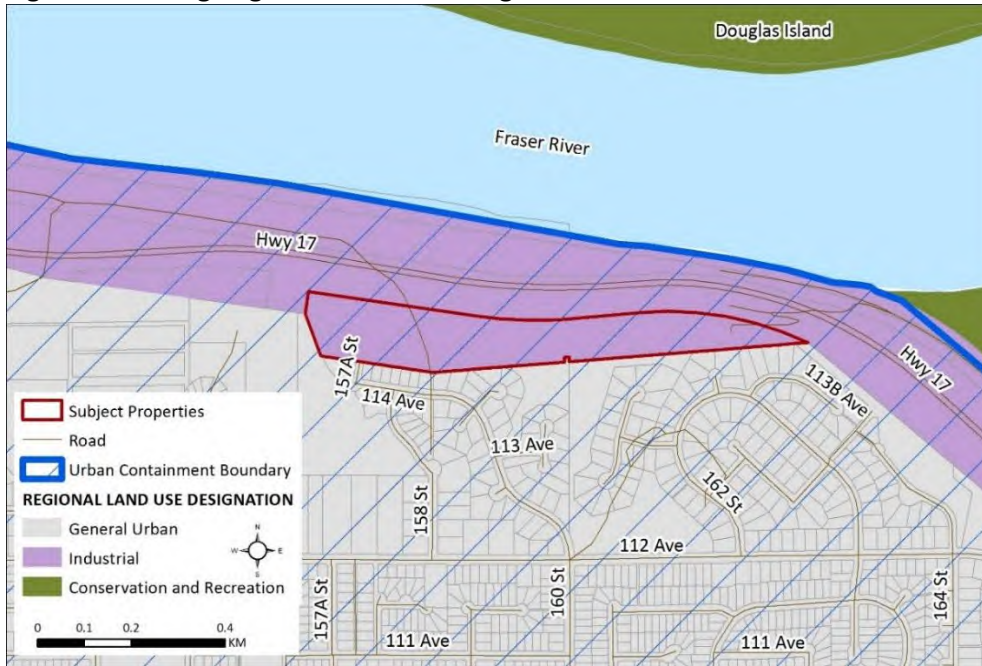 Douglas Island
Fraser River
Hwy 17
157A St
114 Ave
113B Ave
Hwy 17
113 Ave
162 St
158 St
112 Ave
160 St
164 St
157A St
111 Ave
111 Ave
Subject Properties
Road
Urban Containment Boundary
REGIONAL LAND USE DESIGNATION
General Urban
Industrial
Conservation and Recreation
N
W E
S
0 0.1 0.2 0.4
KM